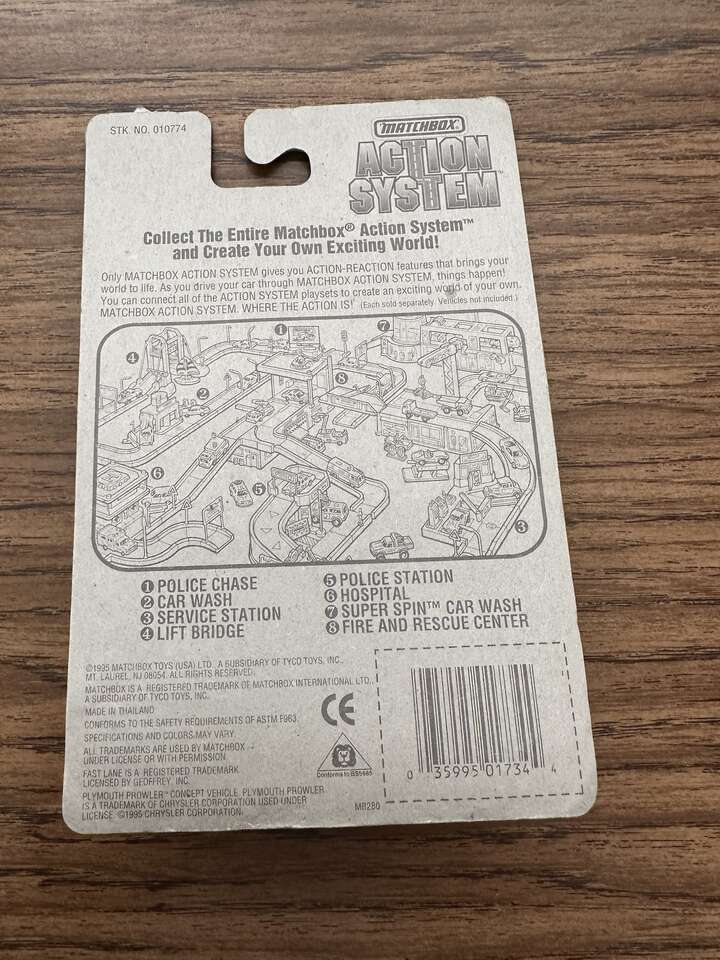 STK. NO. 010774
MATCHBOX®
ACTION
SYSTEM™
Collect The Entire Matchbox® Action System™
and Create Your Own Exciting World!
Only MATCHBOX ACTION SYSTEM gives you ACTION-REACTION features that brings your
world to life. As you drive your car through MATCHBOX ACTION SYSTEM, things happen!
You can connect all of the ACTION SYSTEM playsets to create an exciting world of your own.
MATCHBOX ACTION SYSTEM. WHERE THE ACTION IS! (Each sold separately. Vehicles not included.)
1
7
4
8
2
6
5
3
1 POLICE CHASE
2 CAR WASH
3 SERVICE STATION
4 LIFT BRIDGE
5 POLICE STATION
6 HOSPITAL
7 SUPER SPIN™ CAR WASH
8 FIRE AND RESCUE CENTER
©1995 MATCHBOX TOYS (USA) LTD., A SUBSIDIARY OF TYCO TOYS, INC.,
MT. LAUREL, NJ 08054. ALL RIGHTS RESERVED.
MATCHBOX IS A REGISTERED TRADEMARK OF MATCHBOX INTERNATIONAL LTD.,
A SUBSIDIARY OF TYCO TOYS, INC.
MADE IN THAILAND
CONFORMS TO THE SAFETY REQUIREMENTS OF ASTM F963.
SPECIFICATIONS AND COLORS MAY VARY.
ALL TRADEMARKS ARE USED BY MATCHBOX
UNDER LICENSE OR WITH PERMISSION.
FAST LANE IS A REGISTERED TRADEMARK
LICENSED BY GEOFFREY, INC.
PLYMOUTH PROWLER™ CONCEPT VEHICLE. PLYMOUTH PROWLER
IS A TRADEMARK OF CHRYSLER CORPORATION USED UNDER
LICENSE. ©1995 CHRYSLER CORPORATION.
CE
Conforms to BS5665
MB280
0 35995 01734 4